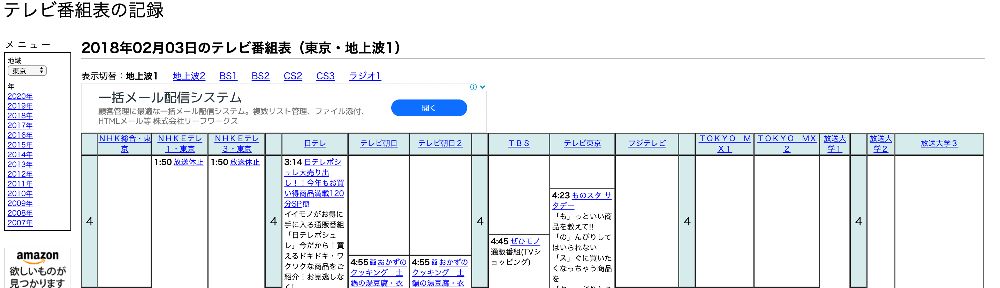 テレビ番組表の記録
メニュー
地域
東京
年
2020年
2019年
2018年
2017年
2016年
2015年
2014年
2013年
2012年
2011年
2010年
2009年
2008年
2007年
amazon
欲しいものが
見つかります
2018年02月03日のテレビ番組表（東京・地上波1）
表示切替：地上波1 地上波2 BS1 BS2 CS2 CS3 ラジオ1
一括メール配信システム
顧客管理に最適な一括メール配信システム。複数リスト管理、ファイル添付、
HTMLメール等 株式会社リーフワークス
開く
ＮＨＫ総合・東
京
ＮＨＫＥテレ
１・東京
ＮＨＫＥテレ
３・東京
日テレ
テレビ朝日
テレビ朝日２
ＴＢＳ
テレビ東京
フジテレビ
ＴＯＫＹＯ　Ｍ
Ｘ１
ＴＯＫＹＯ　ＭＸ
２
放送大
学１
放送大
学２
放送大学３
4
1:50 放送休止
1:50 放送休止
4
3:14 日テレポシ
ュレ大売り出
し！！今年もお買
い得商品満載120
分SP🈞
イイモノがお得に
手に入る通販番組
「日テレポシュ
レ」今だから！買
えるドキドキ・ワ
クワクな商品をご
紹介！お見逃しな
4:55 🈑おかずの
クッキング　土
鍋の湯豆腐・衣
4:55 🈑おかずの
クッキング　土
鍋の湯豆腐・衣
4
4:45 ぜひモノ
通販番組(TVシ
ョッピング)
4:23 ものスタ サ
タデー
「も」っといい商
品を教えて!!
「の」んびりして
はいられない
「ス」ぐに買いた
くなっちゃう商品
を
4
4